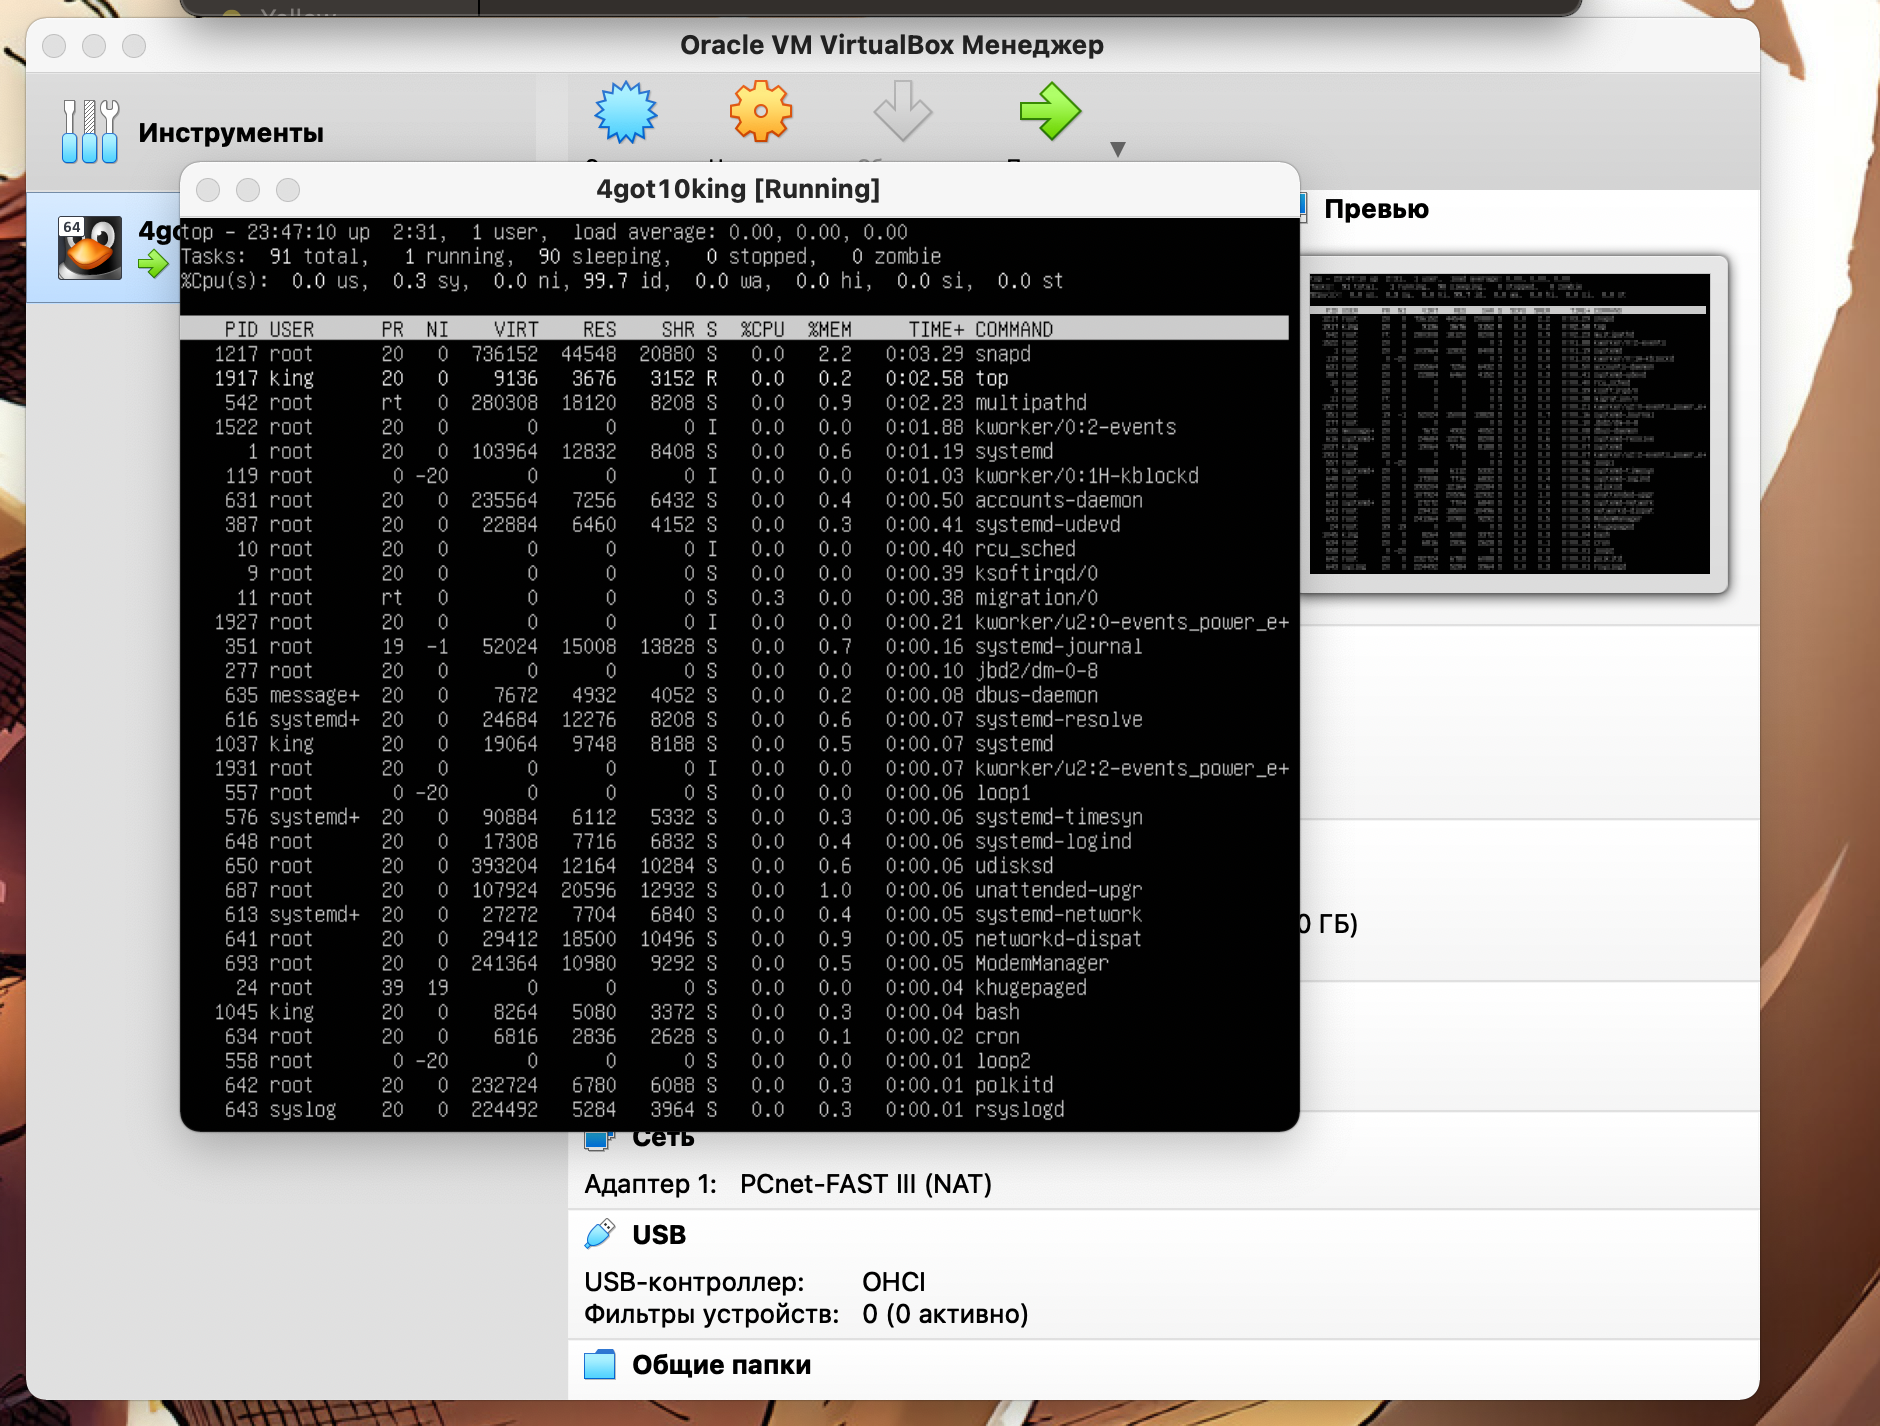 Oracle VM VirtualBox Менеджер
Инструменты
4got10king [Running]
Превью
64
4go
top - 23:47:10 up  2:31,  1 user,  load average: 0.00, 0.00, 0.00
Tasks:  91 total,   1 running,  90 sleeping,   0 stopped,   0 zombie
%Cpu(s):  0.0 us,  0.3 sy,  0.0 ni, 99.7 id,  0.0 wa,  0.0 hi,  0.0 si,  0.0 st
PID USER PR NI VIRT RES SHR S %CPU %MEM TIME+ COMMAND
1217 root 20 0 736152 44548 20880 S 0.0 2.2 0:03.29 snapd
1917 king 20 0 9136 3676 3152 R 0.0 0.2 0:02.58 top
542 root rt 0 280308 18120 8208 S 0.0 0.9 0:02.23 multipathd
1522 root 20 0 0 0 0 I 0.0 0.0 0:01.88 kworker/0:2-events
1 root 20 0 103964 12832 8408 S 0.0 0.6 0:01.19 systemd
119 root 0 -20 0 0 0 I 0.0 0.0 0:01.03 kworker/0:1H-kblockd
631 root 20 0 235564 7256 6432 S 0.0 0.4 0:00.50 accounts-daemon
387 root 20 0 22884 6460 4152 S 0.0 0.3 0:00.41 systemd-udevd
10 root 20 0 0 0 0 I 0.0 0.0 0:00.40 rcu_sched
9 root 20 0 0 0 0 S 0.0 0.0 0:00.39 ksoftirqd/0
11 root rt 0 0 0 0 S 0.3 0.0 0:00.38 migration/0
1927 root 20 0 0 0 0 I 0.0 0.0 0:00.21 kworker/u2:0-events_power_e+
351 root 19 -1 52024 15008 13828 S 0.0 0.7 0:00.16 systemd-journal
277 root 20 0 0 0 0 S 0.0 0.0 0:00.10 jbd2/dm-0-8
635 message+ 20 0 7672 4932 4052 S 0.0 0.2 0:00.08 dbus-daemon
616 systemd+ 20 0 24684 12276 8208 S 0.0 0.6 0:00.07 systemd-resolve
1037 king 20 0 19064 9748 8188 S 0.0 0.5 0:00.07 systemd
1931 root 20 0 0 0 0 I 0.0 0.0 0:00.07 kworker/u2:2-events_power_e+
557 root 0 -20 0 0 0 S 0.0 0.0 0:00.06 loop1
576 systemd+ 20 0 90884 6112 5332 S 0.0 0.3 0:00.06 systemd-timesyn
648 root 20 0 17308 7716 6832 S 0.0 0.4 0:00.06 systemd-logind
650 root 20 0 393204 12164 10284 S 0.0 0.6 0:00.06 udisksd
687 root 20 0 107924 20596 12932 S 0.0 1.0 0:00.06 unattended-upgr
613 systemd+ 20 0 27272 7704 6840 S 0.0 0.4 0:00.05 systemd-network
641 root 20 0 29412 18500 10496 S 0.0 0.9 0:00.05 networkd-dispat
693 root 20 0 241364 10980 9292 S 0.0 0.5 0:00.05 ModemManager
24 root 39 19 0 0 0 S 0.0 0.0 0:00.04 khugepaged
1045 king 20 0 8264 5080 3372 S 0.0 0.3 0:00.04 bash
634 root 20 0 6816 2836 2628 S 0.0 0.1 0:00.02 cron
558 root 0 -20 0 0 0 S 0.0 0.0 0:00.01 loop2
642 root 20 0 232724 6780 6088 S 0.0 0.3 0:00.01 polkitd
643 syslog 20 0 224492 5284 3964 S 0.0 0.3 0:00.01 rsyslogd
0 ГБ)
Сеть
Адаптер 1: PCnet-FAST III (NAT)
USB
USB-контроллер: OHCI
Фильтры устройств: 0 (0 активно)
Общие папки